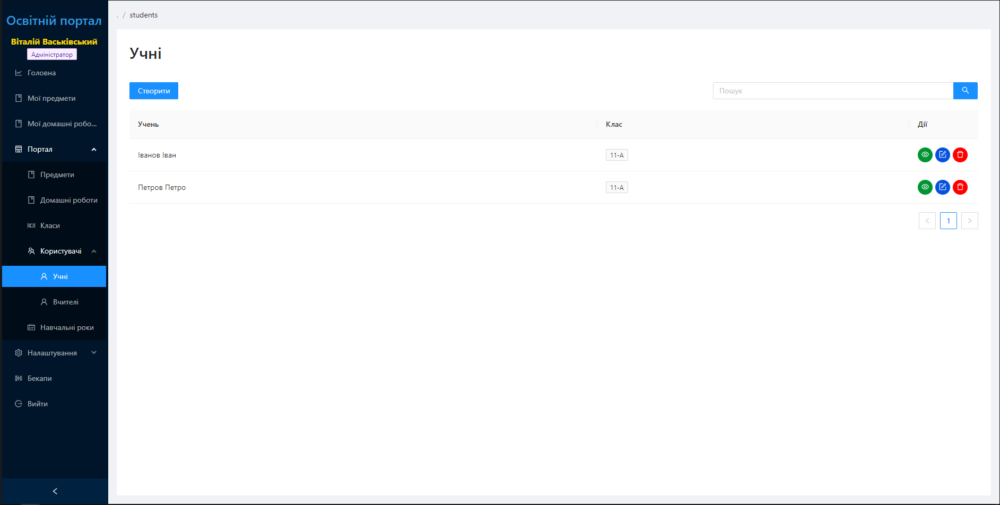 Освітній портал
Віталій Васьківський
Адміністратор
Головна
Мої предмети
Мої домашні робо...
Портал
Предмети
Домашні роботи
Класи
Користувачі
Учні
Вчителі
Навчальні роки
Налаштування
Бекапи
Вийти
. / students
Учні
Створити
Пошук
Учень Клас Дії
Іванов Іван 11-А
Петров Петро 11-А
< 1 >